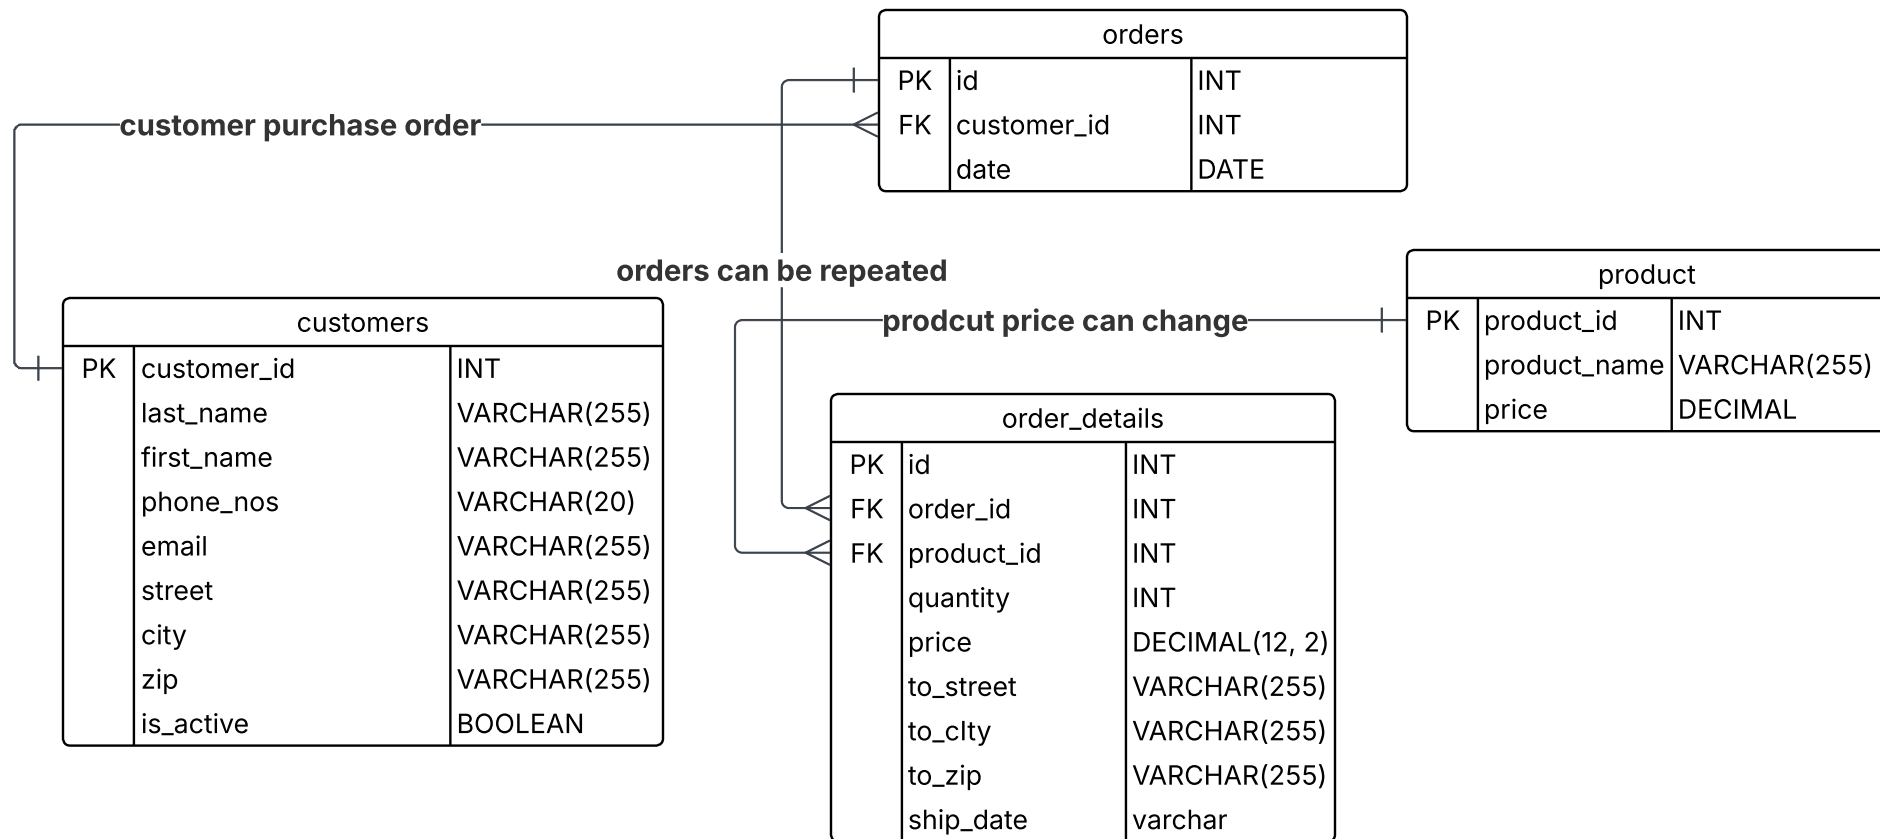 orders
PK id INT
FK customer_id INT
date DATE
customer purchase order
orders can be repeated
prodcut price can change
product
PK product_id INT
product_name VARCHAR(255)
price DECIMAL
customers
PK customer_id INT
last_name VARCHAR(255)
first_name VARCHAR(255)
phone_nos VARCHAR(20)
email VARCHAR(255)
street VARCHAR(255)
city VARCHAR(255)
zip VARCHAR(255)
is_active BOOLEAN
order_details
PK id INT
FK order_id INT
FK product_id INT
quantity INT
price DECIMAL(12, 2)
to_street VARCHAR(255)
to_cIty VARCHAR(255)
to_zip VARCHAR(255)
ship_date varchar